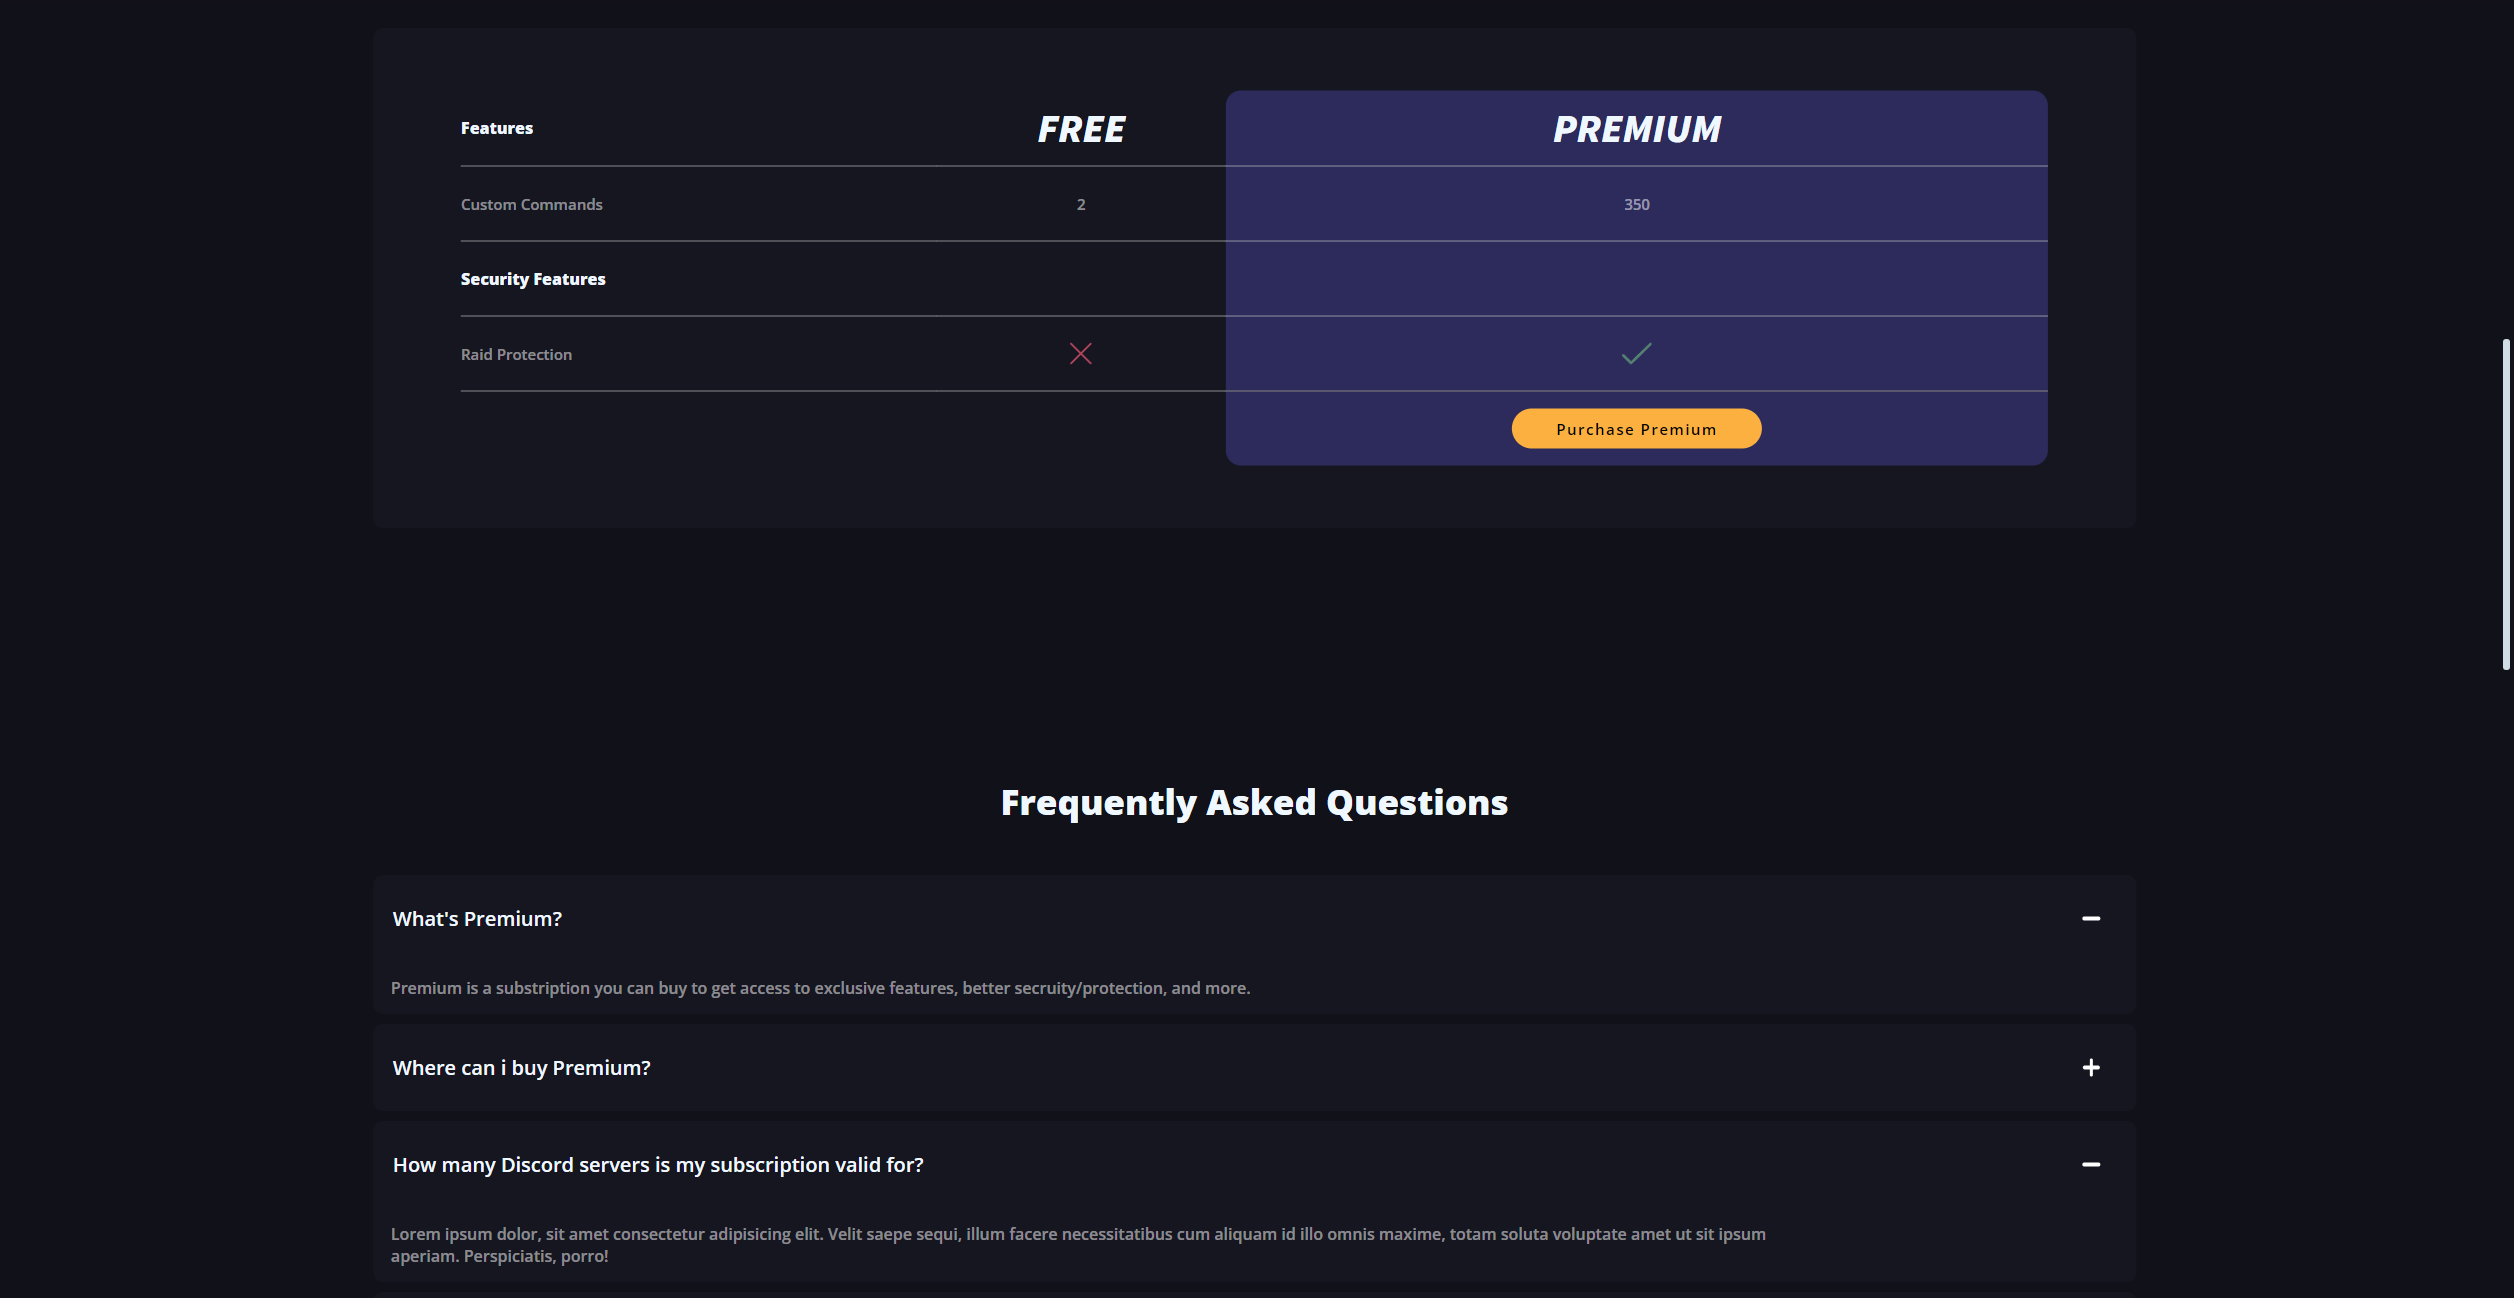 Features FREE PREMIUM
Custom Commands 2 350
Security Features
Raid Protection
Purchase Premium
Frequently Asked Questions
What's Premium?
Premium is a substription you can buy to get access to exclusive features, better secruity/protection, and more.
Where can i buy Premium?
How many Discord servers is my subscription valid for?
Lorem ipsum dolor, sit amet consectetur adipisicing elit. Velit saepe sequi, illum facere necessitatibus cum aliquam id illo omnis maxime, totam soluta voluptate amet ut sit ipsum
aperiam. Perspiciatis, porro!